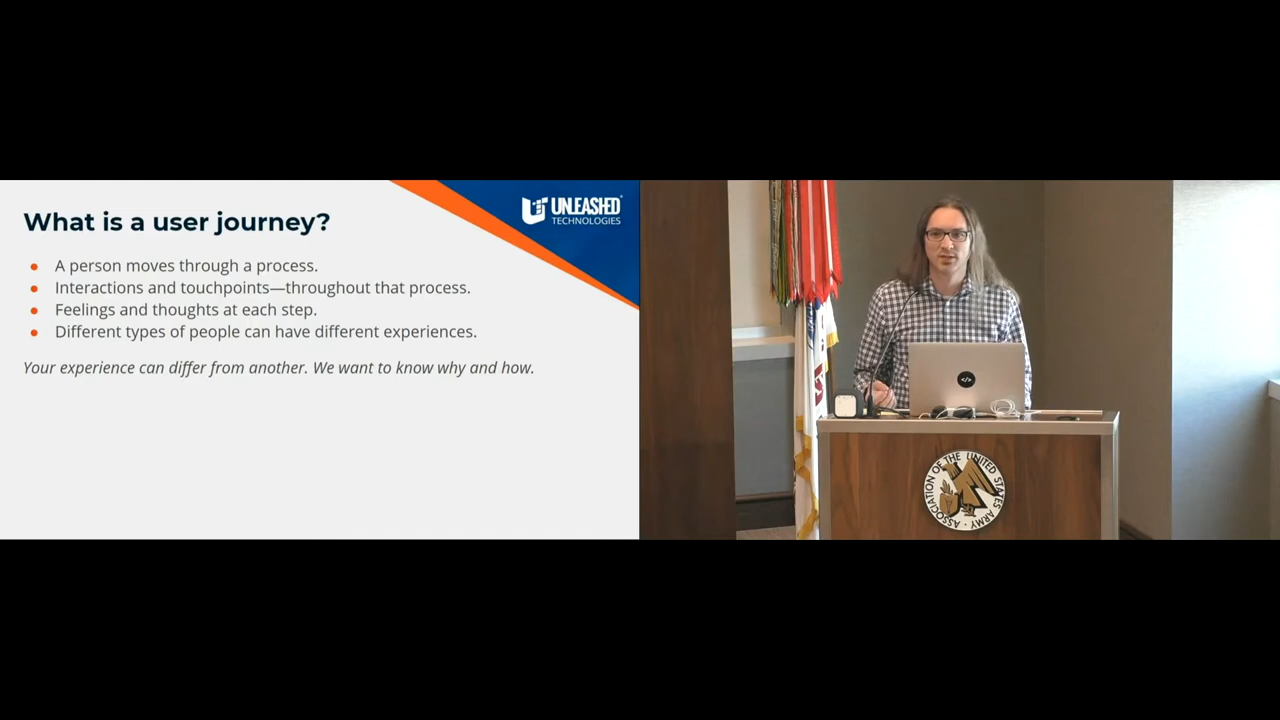 What is a user journey?
UNLEASHED
TECHNOLOGIES
A person moves through a process.
Interactions and touchpoints—throughout that process.
Feelings and thoughts at each step.
Different types of people can have different experiences.
Your experience can differ from another. We want to know why and how.
</>
ASSOCIATION OF THE UNITED STATES ARMY